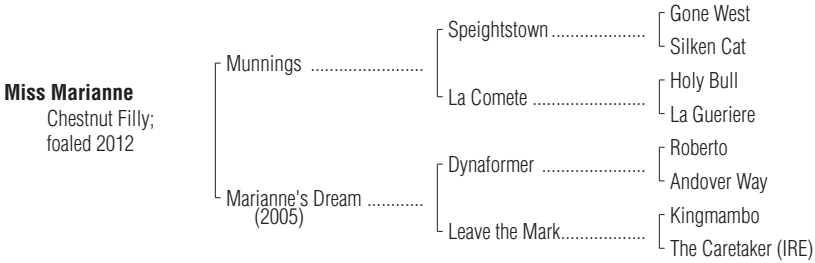 Miss Marianne
Chestnut Filly;
foaled 2012
Munnings ........................
Marianne's Dream ............
(2005)
Speightstown ....................
La Comete ........................
Dynaformer ......................
Leave the Mark..................
Gone West
Silken Cat
Holy Bull
La Gueriere
Roberto
Andover Way
Kingmambo
The Caretaker (IRE)